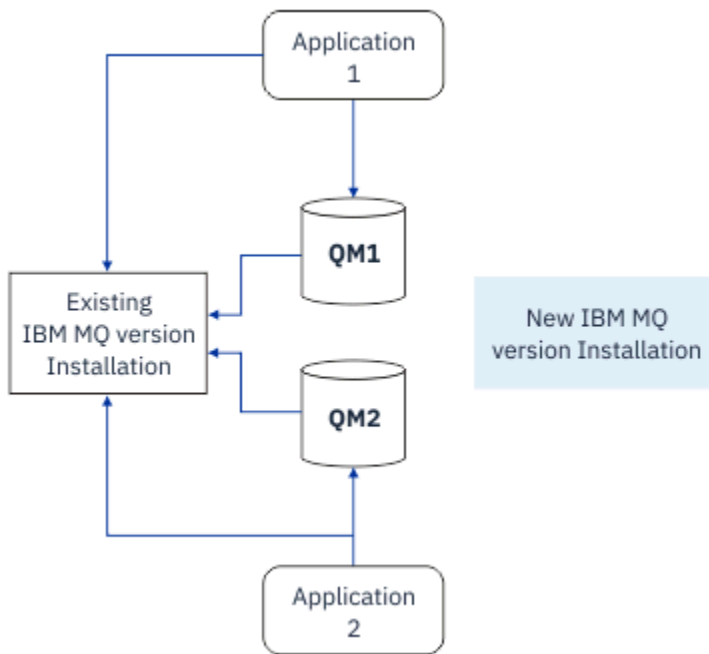 Application
1
QM1
Existing
IBM MQ version
Installation
New IBM MQ
version Installation
QM2
Application
2